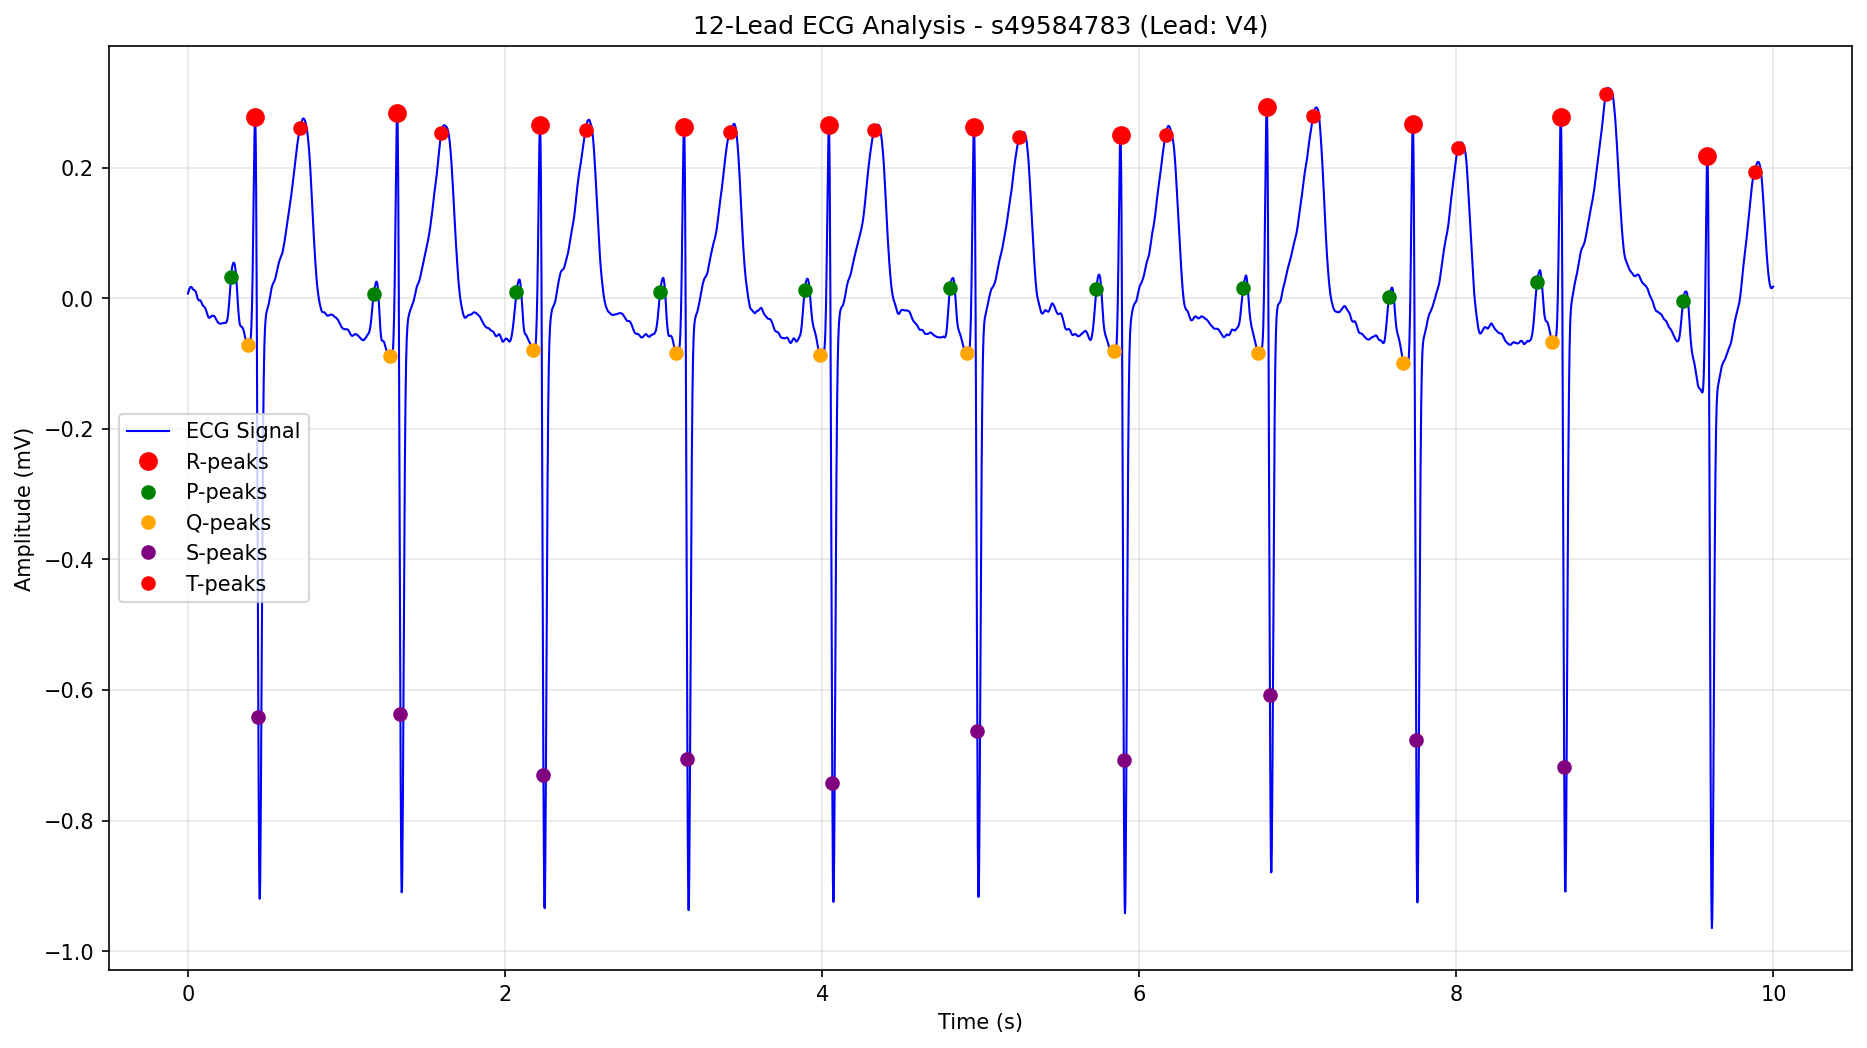 12-Lead ECG Analysis - s49584783 (Lead: V4)
Amplitude (mV)
0.2
0.0
−0.2
−0.4
−0.6
−0.8
−1.0
ECG Signal
R-peaks
P-peaks
Q-peaks
S-peaks
T-peaks
0 2 4 6 8 10
Time (s)